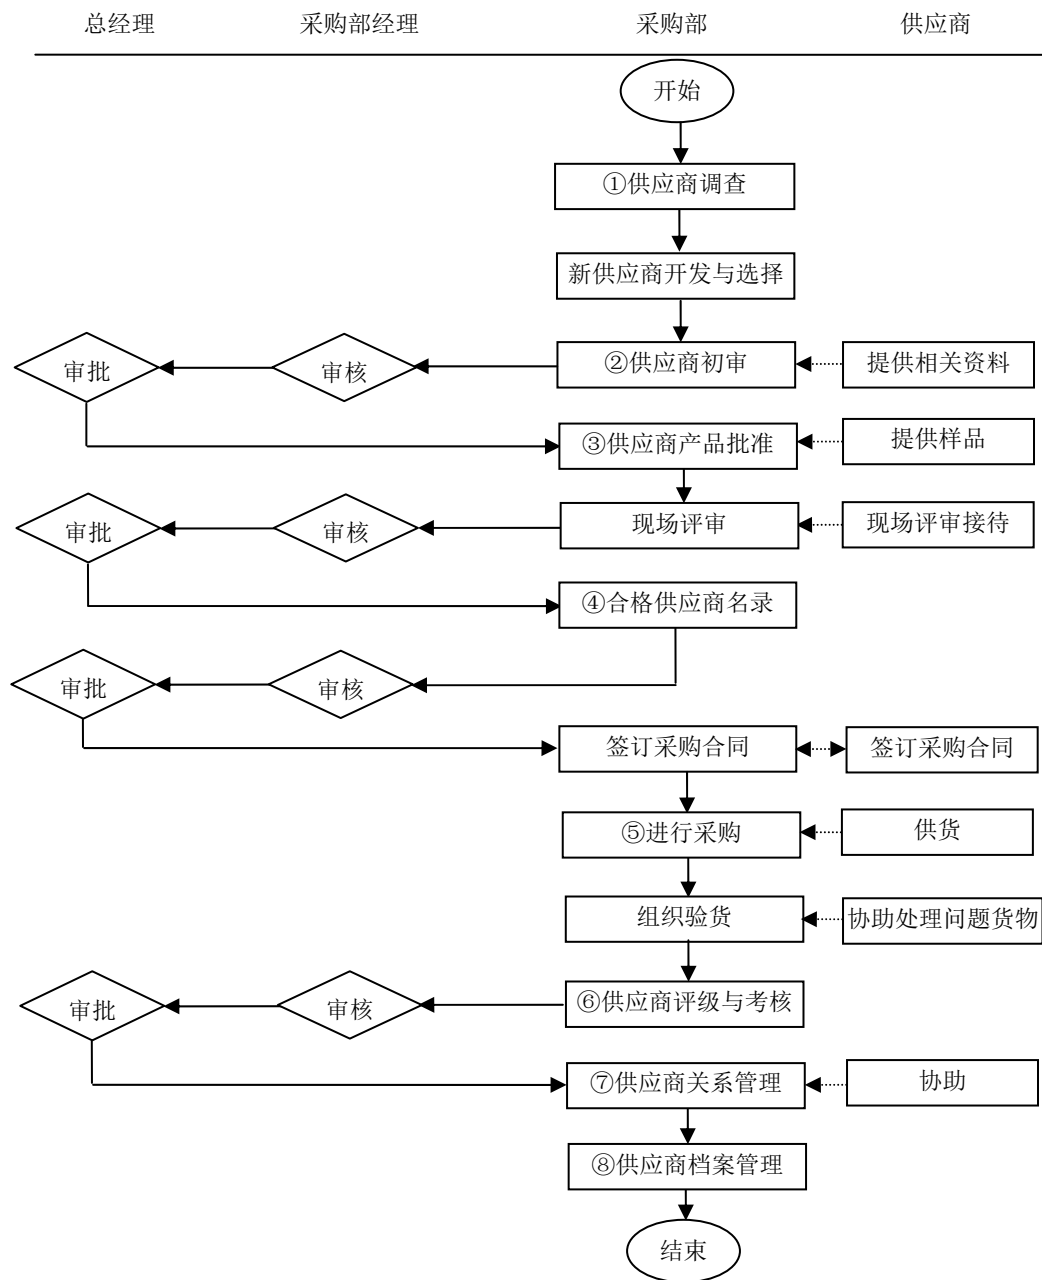 总经理
采购部经理
采购部
供应商
开始
①供应商调查
新供应商开发与选择
审批
审核
②供应商初审
提供相关资料
③供应商产品批准
提供样品
审批
审核
现场评审
现场评审接待
④合格供应商名录
审批
审核
签订采购合同
签订采购合同
⑤进行采购
供货
组织验货
协助处理问题货物
审批
审核
⑥供应商评级与考核
⑦供应商关系管理
协助
⑧供应商档案管理
结束